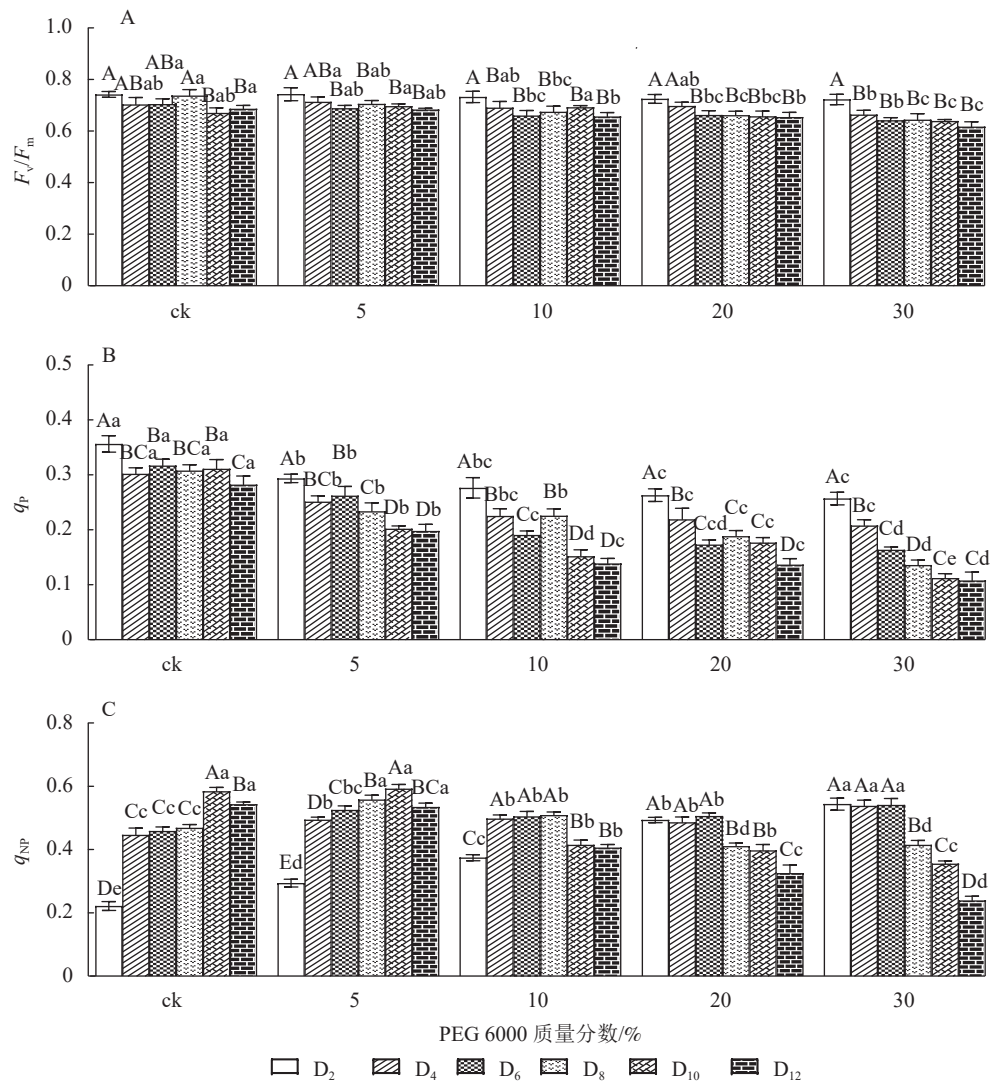 A
1.0
ABa
Aa
A ABab Bab Ba
A ABa Bab Bab Ba Bab
A Bab Bbc Bbc Ba Bb
A Aab Bbc Bc Bbc Bb
A Bb Bb Bc Bc Bc
0.8
0.6
0.4
0.2
0
Fv/Fm
ck 5 10 20 30
B
0.5
0.4
0.3
0.2
0.1
0
qP
Aa BCa Ba BCa Ba Ca
Ab BCb Bb Cb Db Db
Abc Bbc Cc Bb Dd Dc
Ac Bc Ccd Cc Cc Dc
Ac Bc Cd Dd Ce Cd
ck 5 10 20 30
C
0.8
0.6
0.4
0.2
0
qNP
De Cc Cc Cc Aa Ba
Ed Db Cbc Ba Aa BCa
Cc Ab Ab Ab Bb Bb
Ab Ab Ab Bd Bb Cc
Aa Aa Aa Bd Cc Dd
ck 5 10 20 30
PEG 6000 质量分数/%
D2 D4 D6 D8 D10 D12